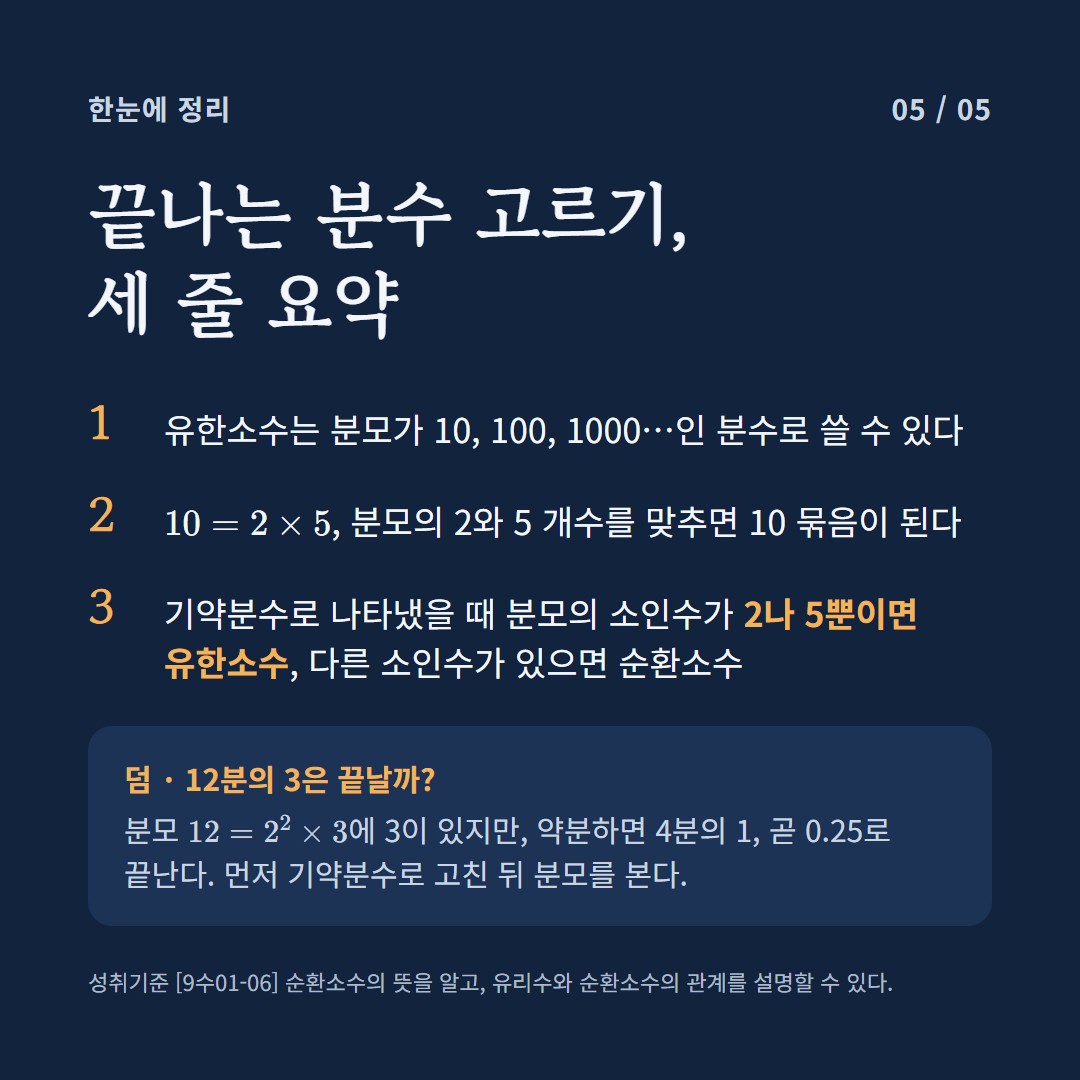 한눈에 정리
05 / 05
끝나는 분수 고르기,
세 줄 요약
1 유한소수는 분모가 10, 100, 1000⋯인 분수로 쓸 수 있다
2 10 = 2 × 5, 분모의 2와 5 개수를 맞추면 10 묶음이 된다
3 기약분수로 나타냈을 때 분모의 소인수가 2나 5뿐이면
유한소수, 다른 소인수가 있으면 순환소수
덤 · 12분의 3은 끝날까?
분모 12 = 2² × 3에 3이 있지만, 약분하면 4분의 1, 곧 0.25로
끝난다. 먼저 기약분수로 고친 뒤 분모를 본다.
성취기준 [9수01-06] 순환소수의 뜻을 알고, 유리수와 순환소수의 관계를 설명할 수 있다.